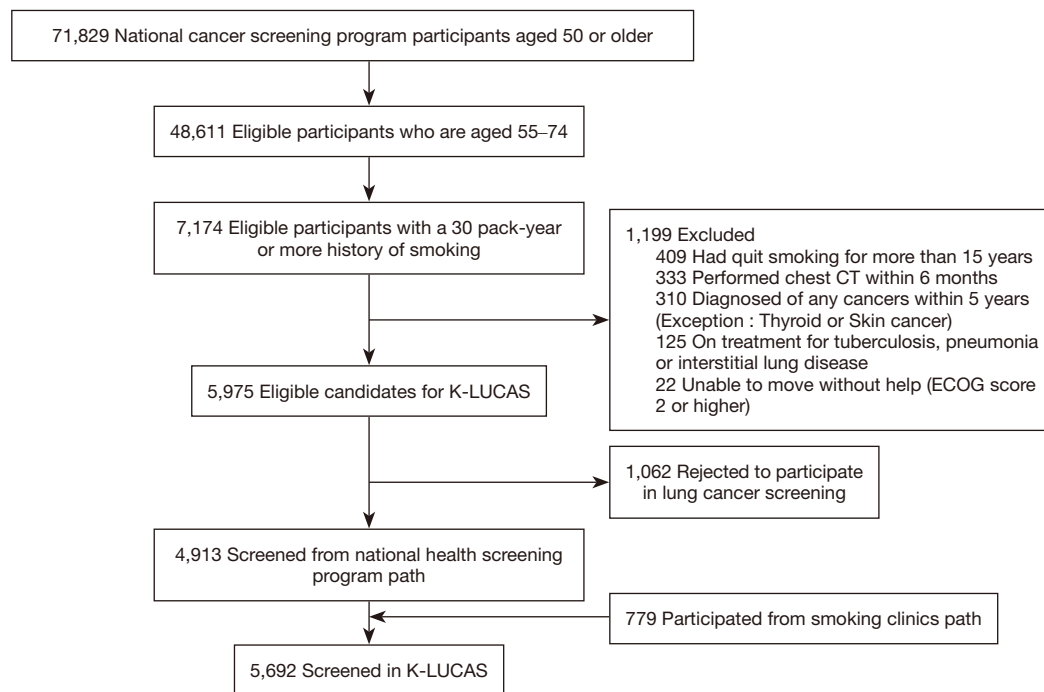 71,829 National cancer screening program participants aged 50 or older
48,611 Eligible participants who are aged 55–74
7,174 Eligible participants with a 30 pack-year
or more history of smoking
1,199 Excluded
409 Had quit smoking for more than 15 years
333 Performed chest CT within 6 months
310 Diagnosed of any cancers within 5 years
(Exception : Thyroid or Skin cancer)
125 On treatment for tuberculosis, pneumonia
or interstitial lung disease
22 Unable to move without help (ECOG score
2 or higher)
5,975 Eligible candidates for K-LUCAS
1,062 Rejected to participate
in lung cancer screening
4,913 Screened from national health screening
program path
779 Participated from smoking clinics path
5,692 Screened in K-LUCAS